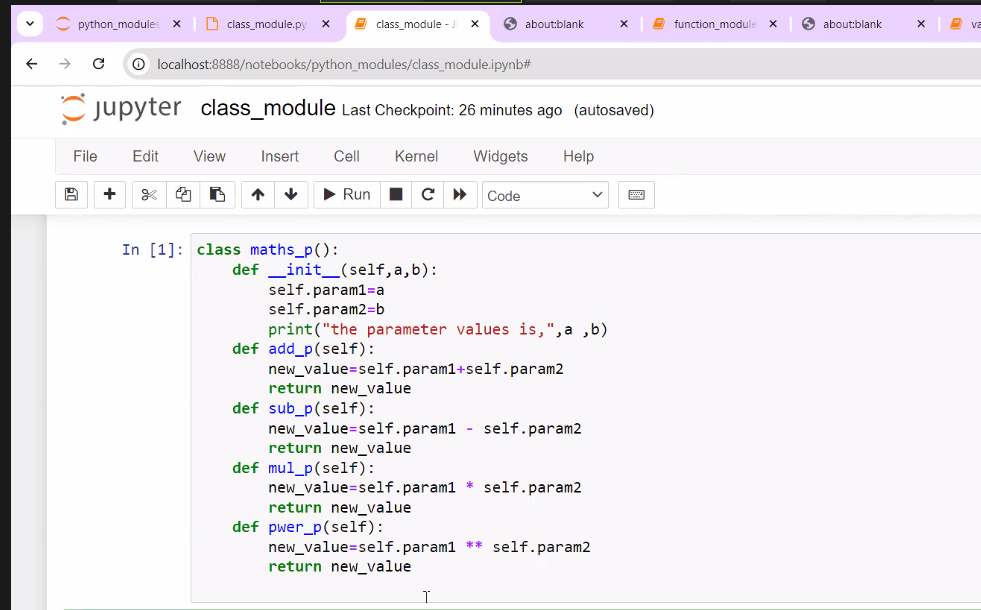 python_modules
class_module.py
class_module - J
about:blank
function_module
about:blank
localhost:8888/notebooks/python_modules/class_module.ipynb#
jupyter class_module Last Checkpoint: 26 minutes ago (autosaved)
File Edit View Insert Cell Kernel Widgets Help
Run Code
In [1]: class maths_p():
    def __init__(self,a,b):
        self.param1=a
        self.param2=b
        print("the parameter values is,",a ,b)
    def add_p(self):
        new_value=self.param1+self.param2
        return new_value
    def sub_p(self):
        new_value=self.param1 - self.param2
        return new_value
    def mul_p(self):
        new_value=self.param1 * self.param2
        return new_value
    def pwer_p(self):
        new_value=self.param1 ** self.param2
        return new_value